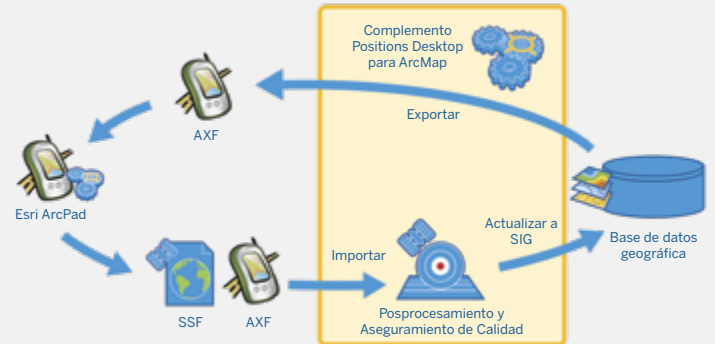 Complemento
Positions Desktop
para ArcMap
Exportar
AXF
Esri ArcPad
SSF
AXF
Importar
Posprocesamiento y
Aseguramiento de Calidad
Actualizar a
SIG
Base de datos
geográfica